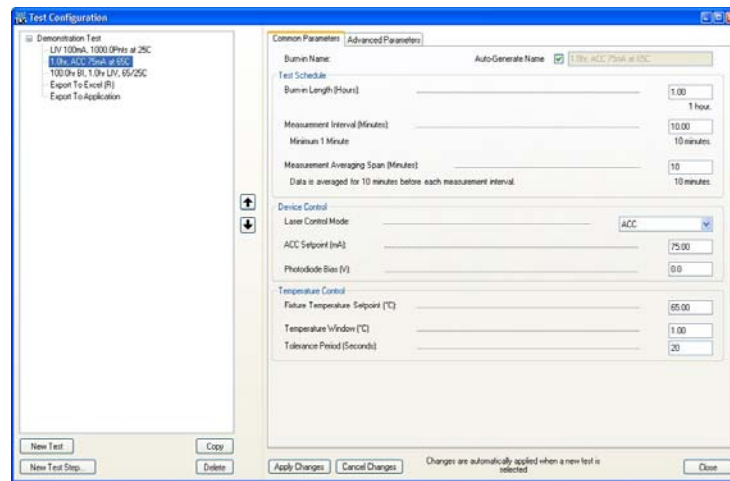 Test Configuration
Demonstration Test
LIV 100mA, 1000.0Pnts at 25C
1.0hr, ACC 75mA at 65C
100.0hr BI, 1.0hr LIV, 65/25C
Export To Excel (R)
Export To Application
New Test
Copy
New Test Step...
Delete
Common Parameters
Advanced Parameters
Burn-in Name:
Auto-Generate Name
1.0hr, ACC 75mA at 65C
Test Schedule
Burn-in Length (Hours):
1.00
1 hour.
Measurement Interval (Minutes):
10.00
Minimum 1 Minute
10 minutes.
Measurement Averaging Span (Minutes):
10
Data is averaged for 10 minutes before each measurement interval.
10 minutes.
Device Control
Laser Control Mode
ACC
ACC Setpoint (mA):
75.00
Photodiode Bias (V):
0.0
Temperature Control
Fixture Temperature Setpoint (°C):
65.00
Temperature Window (°C)
1.00
Tolerance Period (Seconds):
20
Apply Changes
Cancel Changes
Changes are automatically applied when a new test is
selected
Close